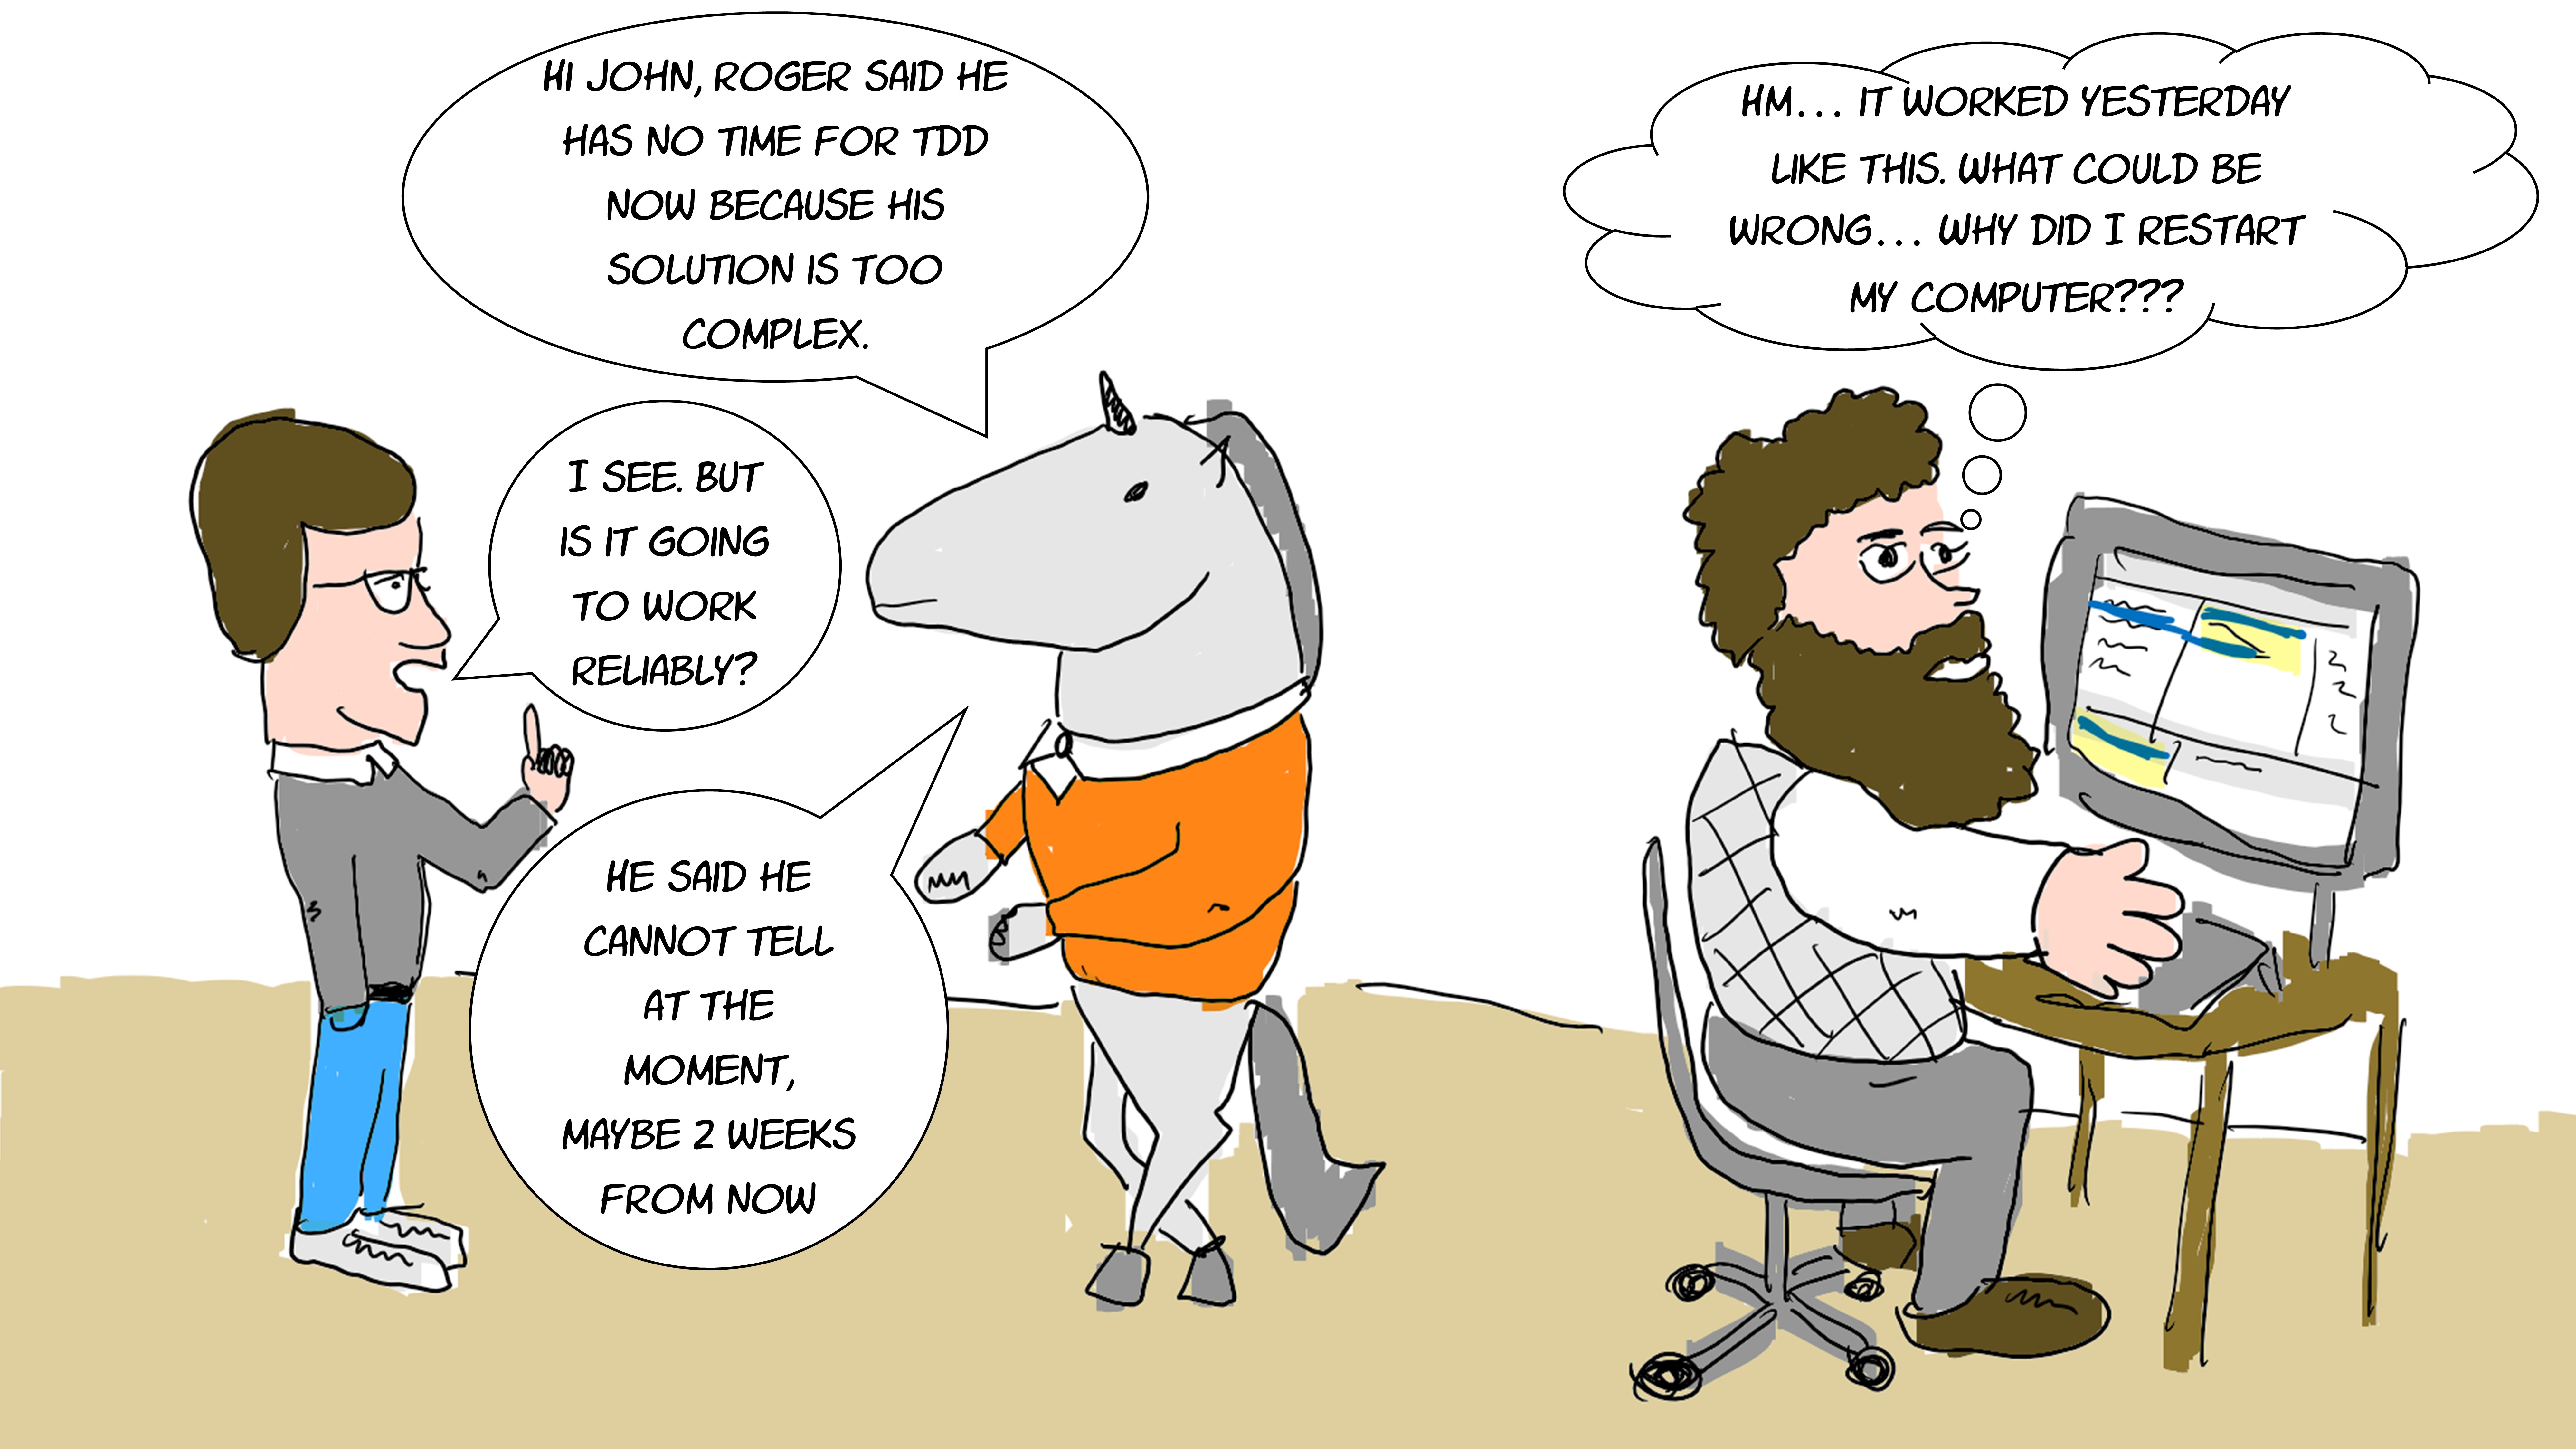 HI JOHN, ROGER SAID HE
HAS NO TIME FOR TDD
NOW BECAUSE HIS
SOLUTION IS TOO
COMPLEX.
I SEE. BUT
IS IT GOING
TO WORK
RELIABLY?
HE SAID HE
CANNOT TELL
AT THE
MOMENT,
MAYBE 2 WEEKS
FROM NOW
HM... IT WORKED YESTERDAY
LIKE THIS. WHAT COULD BE
WRONG... WHY DID I RESTART
MY COMPUTER???